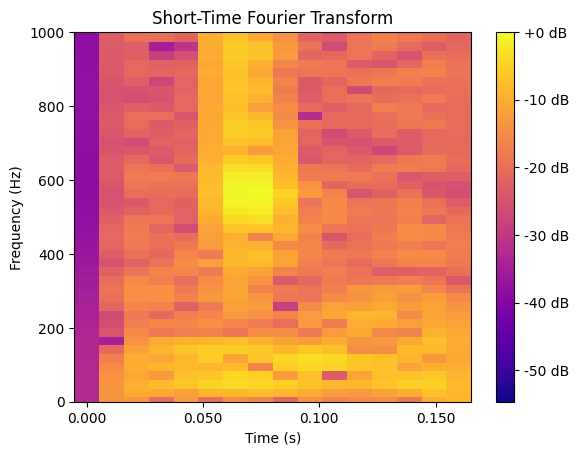 Short-Time Fourier Transform
1000
800
600
400
200
0
Frequency (Hz)
0.000
0.050
0.100
0.150
Time (s)
+0 dB
-10 dB
-20 dB
-30 dB
-40 dB
-50 dB